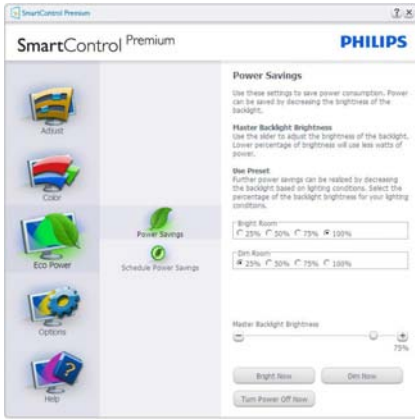 SmartControl Premium
SmartControl Premium
PHILIPS
Adjust
Color
Eco Power
Options
Help
Power Savings
Schedule Power Savings
Power Savings
Use these settings to save power consumption. Power
can be saved by decreasing the brightness of the
backlight.
Master Backlight Brightness
Use the slider to adjust the brightness of the backlight.
Lower percentage of brightness will use less watts of
power.
Use Preset
Further power savings can be realized by decreasing
the backlight based on lighting conditions. Select the
percentage of the backlight brightness for your lighting
conditions.
Bright Room
25% 50% 75% 100%
Dim Room
25% 50% 75% 100%
Master Backlight Brightness
75%
Bright Now Dim Now
Turn Power Off Now